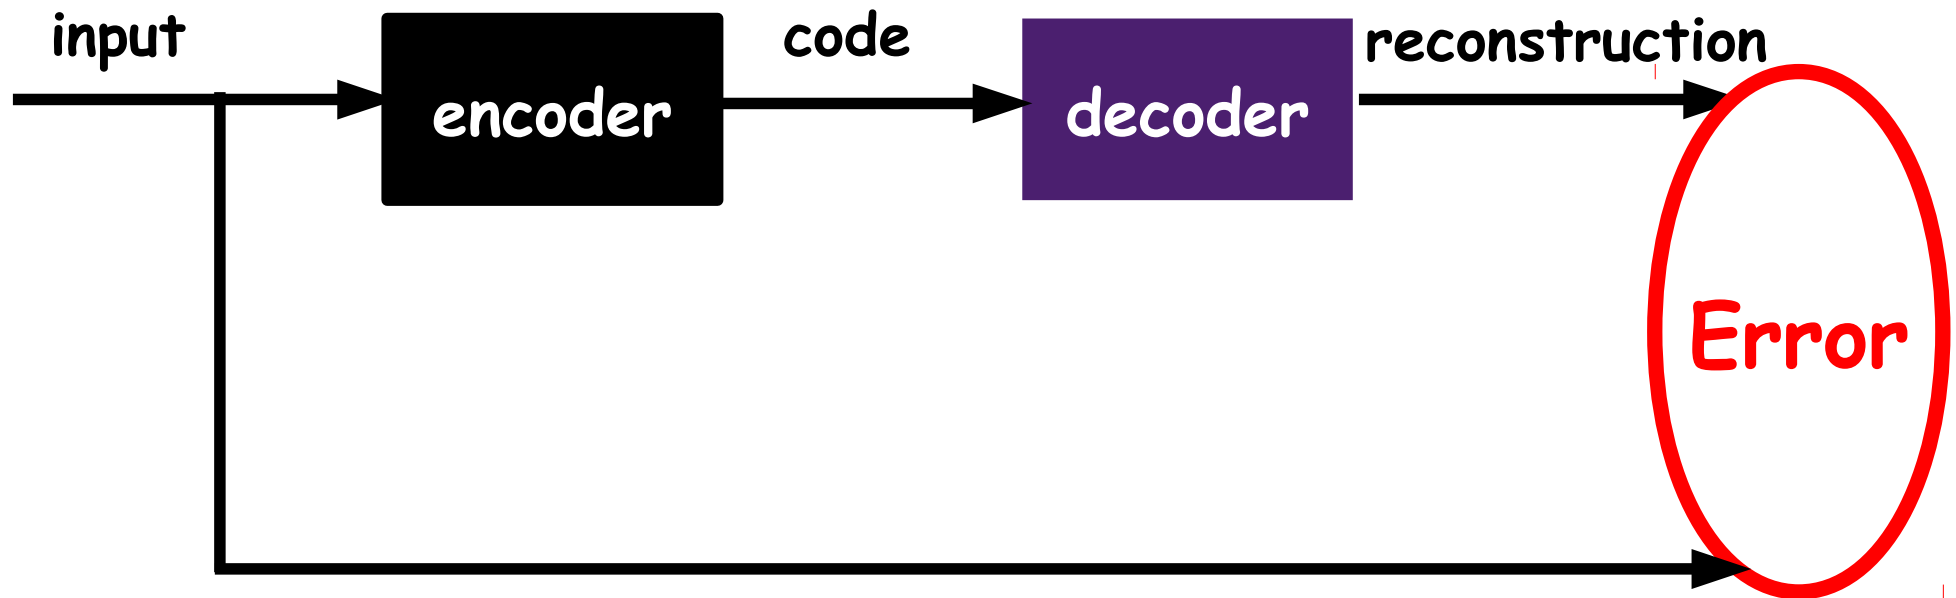 input
code
reconstruction
encoder
decoder
Error